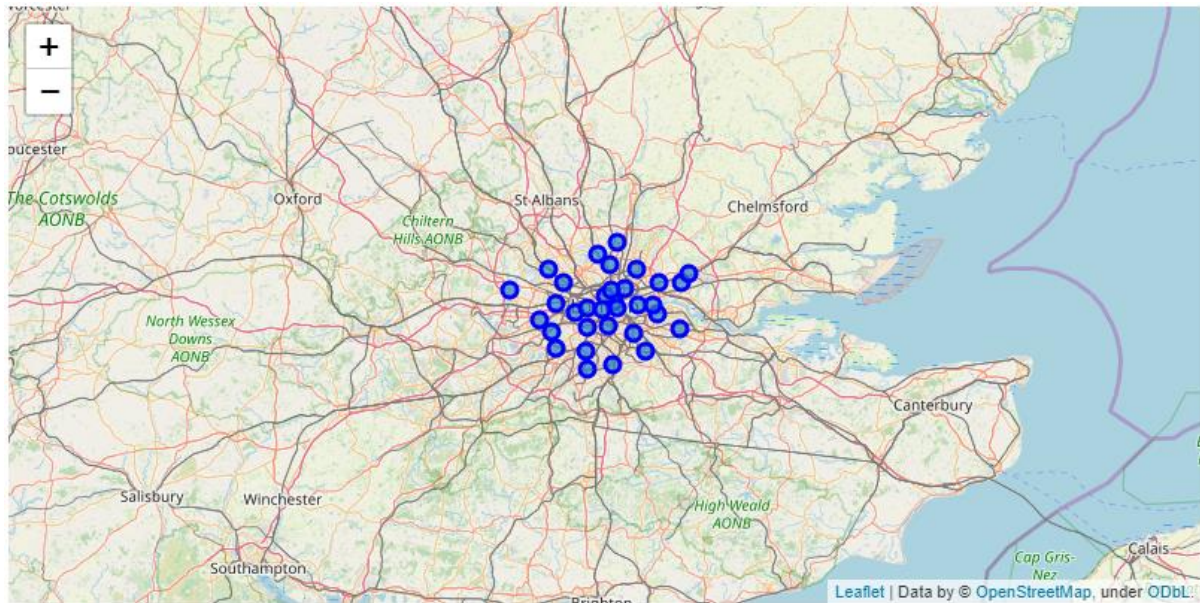 +
−
oucester
The Cotswolds
AONB
Oxford
Chiltern
Hills AONB
St Albans
Chelmsford
North Wessex
Downs
AONB
Canterbury
Salisbury
Winchester
High Weald
AONB
Southampton
Cap Gris-
Nez
Calais
Brighton
Leaflet | Data by © OpenStreetMap, under ODbL.